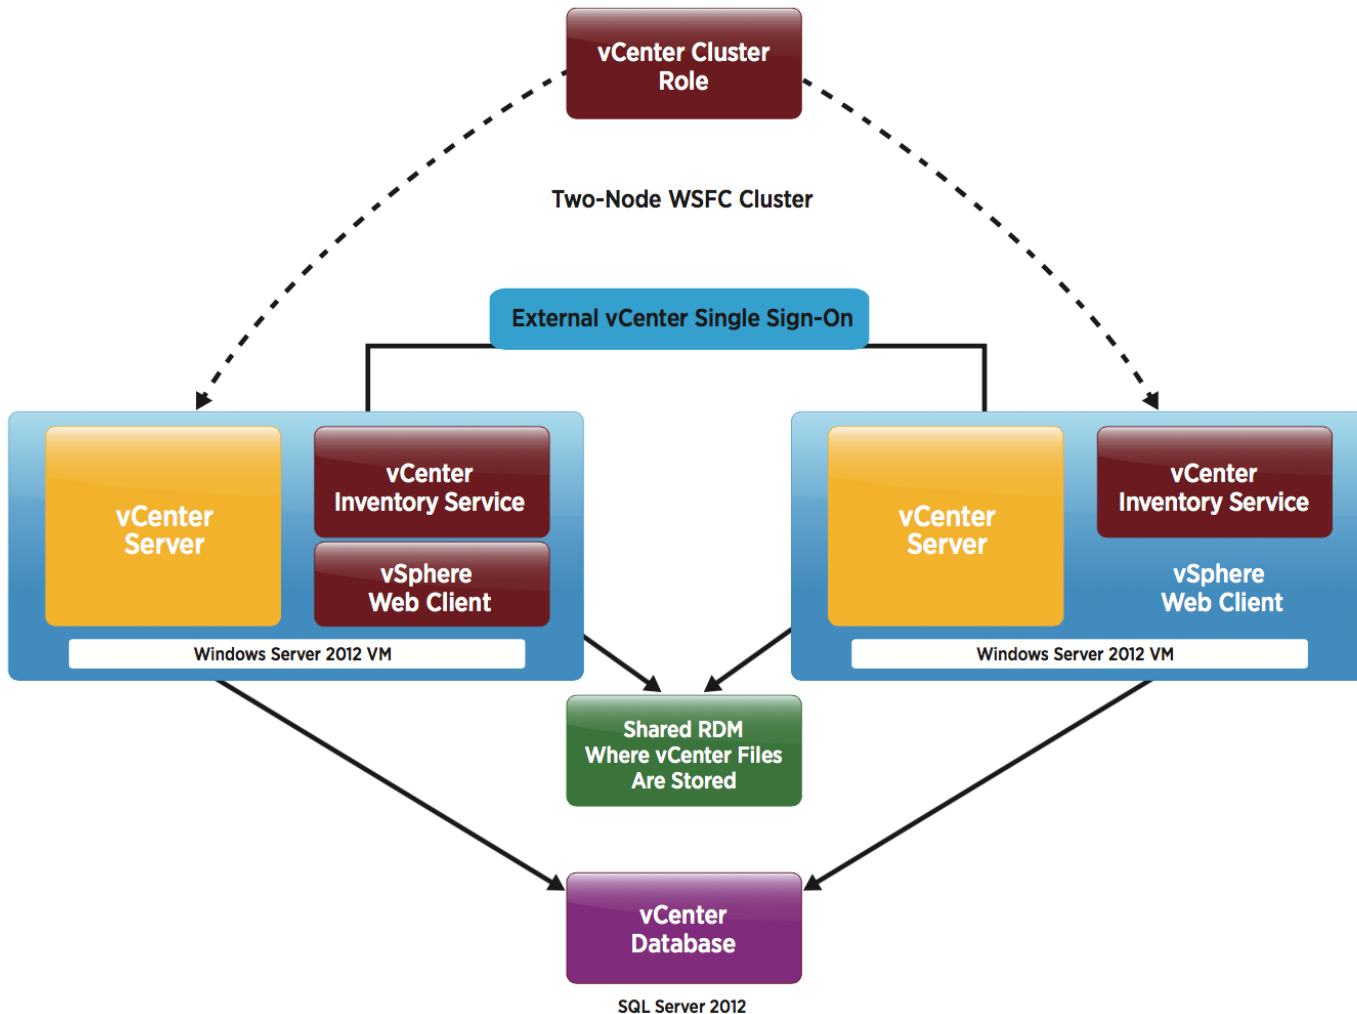 vCenter Cluster
Role
Two-Node WSFC Cluster
External vCenter Single Sign-On
vCenter
Server
vCenter
Inventory Service
vSphere
Web Client
Windows Server 2012 VM
vCenter
Server
vCenter
Inventory Service
vSphere
Web Client
Windows Server 2012 VM
Shared RDM
Where vCenter Files
Are Stored
vCenter
Database
SQL Server 2012